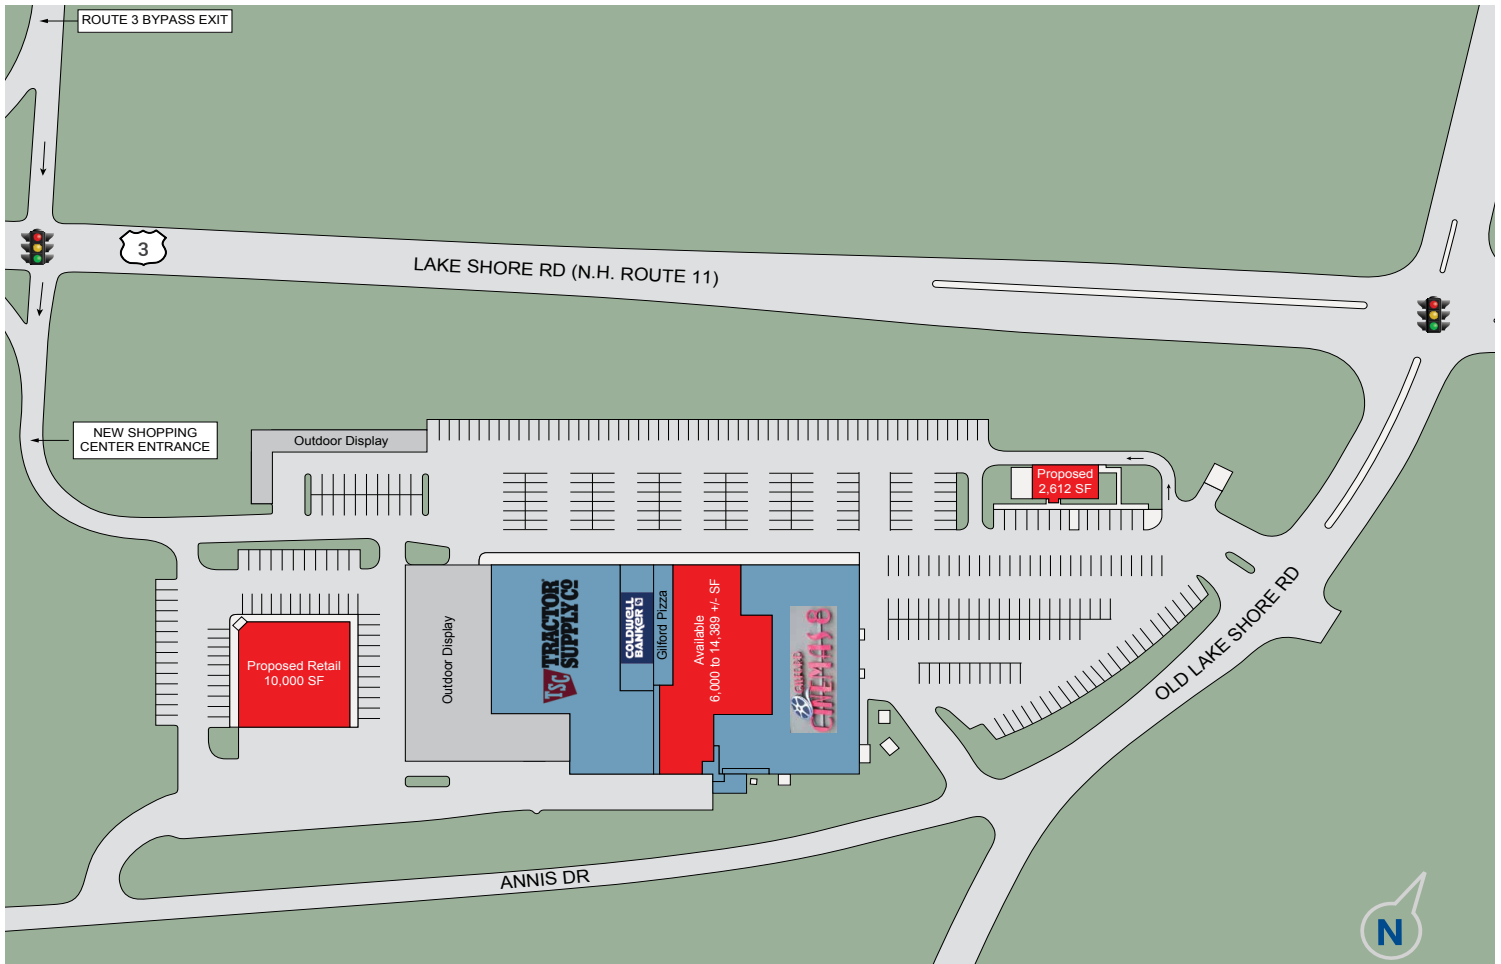 ROUTE 3 BYPASS EXIT
3
LAKE SHORE RD (N.H. ROUTE 11)
NEW SHOPPING
CENTER ENTRANCE
Outdoor Display
Proposed
2,612 SF
Proposed Retail
10,000 SF
Outdoor Display
TSC TRACTOR
SUPPLY CO
COLDWELL
BANKER
Gilford Pizza
Available
6,000 to 14,389 +/- SF
CINEMAS 8
OLD LAKE SHORE RD
ANNIS DR
N